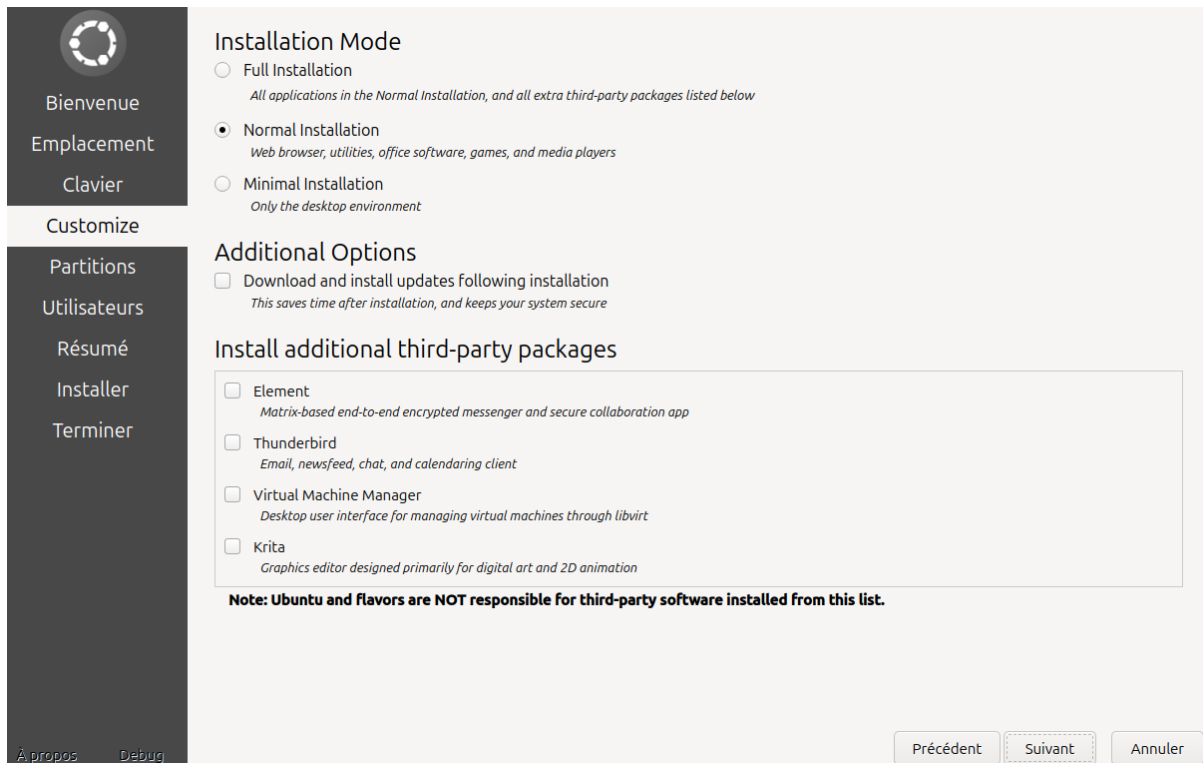 Bienvenue
Emplacement
Clavier
Customize
Partitions
Utilisateurs
Résumé
Installer
Terminer
À propos
Debug
Installation Mode
Full Installation
All applications in the Normal Installation, and all extra third-party packages listed below
Normal Installation
Web browser, utilities, office software, games, and media players
Minimal Installation
Only the desktop environment
Additional Options
Download and install updates following installation
This saves time after installation, and keeps your system secure
Install additional third-party packages
Element
Matrix-based end-to-end encrypted messenger and secure collaboration app
Thunderbird
Email, newsfeed, chat, and calendaring client
Virtual Machine Manager
Desktop user interface for managing virtual machines through libvirt
Krita
Graphics editor designed primarily for digital art and 2D animation
Note: Ubuntu and flavors are NOT responsible for third-party software installed from this list.
Précédent
Suivant
Annuler